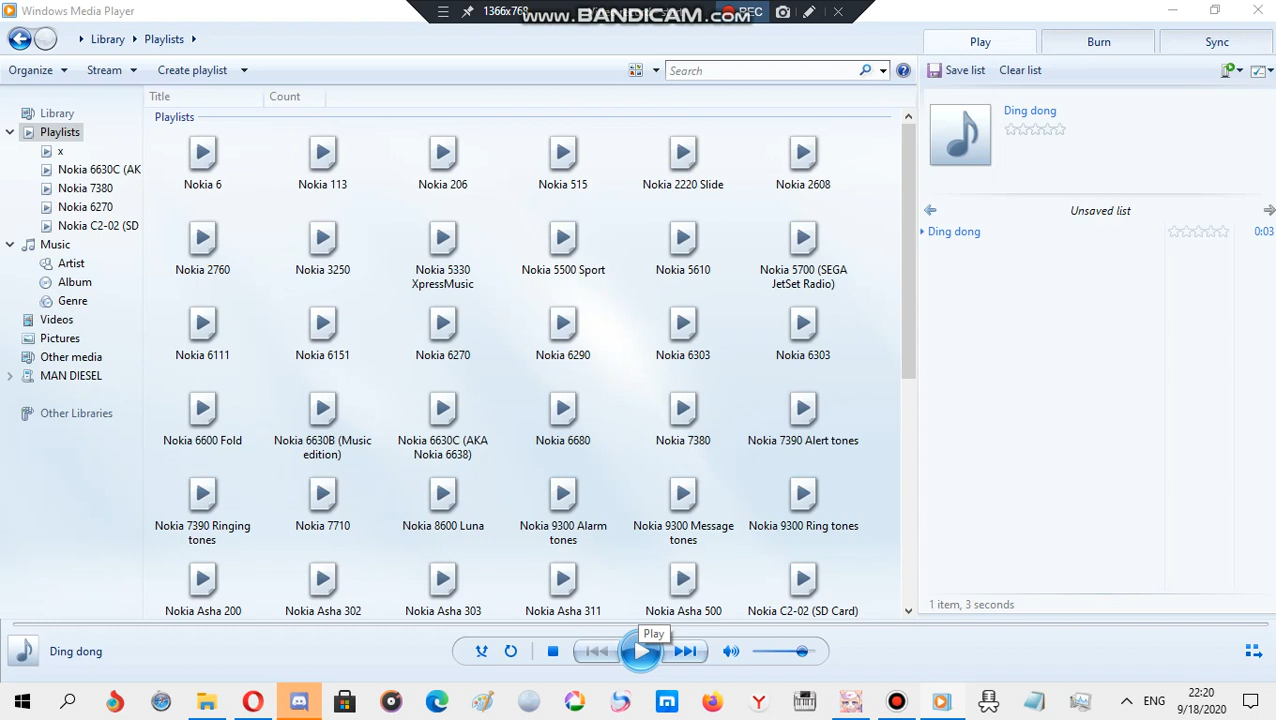 Windows Media Player
1366x768
REC
www.BANDICAM.com
Library
Playlists
Play
Burn
Sync
Organize
Stream
Create playlist
Search
Save list
Clear list
Title
Count
Library
Playlists
x
Nokia 6630C (AK
Nokia 7380
Nokia 6270
Nokia C2-02 (SD
Music
Artist
Album
Genre
Videos
Pictures
Other media
MAN DIESEL
Other Libraries
Playlists
Nokia 6
Nokia 113
Nokia 206
Nokia 515
Nokia 2220 Slide
Nokia 2608
Nokia 2760
Nokia 3250
Nokia 5330
XpressMusic
Nokia 5500 Sport
Nokia 5610
Nokia 5700 (SEGA
JetSet Radio)
Nokia 6111
Nokia 6151
Nokia 6270
Nokia 6290
Nokia 6303
Nokia 6303
Nokia 6600 Fold
Nokia 6630B (Music
edition)
Nokia 6630C (AKA
Nokia 6638)
Nokia 6680
Nokia 7380
Nokia 7390 Alert tones
Nokia 7390 Ringing
tones
Nokia 7710
Nokia 8600 Luna
Nokia 9300 Alarm
tones
Nokia 9300 Message
tones
Nokia 9300 Ring tones
Nokia Asha 200
Nokia Asha 302
Nokia Asha 303
Nokia Asha 311
Nokia Asha 500
Nokia C2-02 (SD Card)
Ding dong
Unsaved list
Ding dong
0:03
1 item, 3 seconds
Play
Ding dong
ENG
22:20
9/18/2020